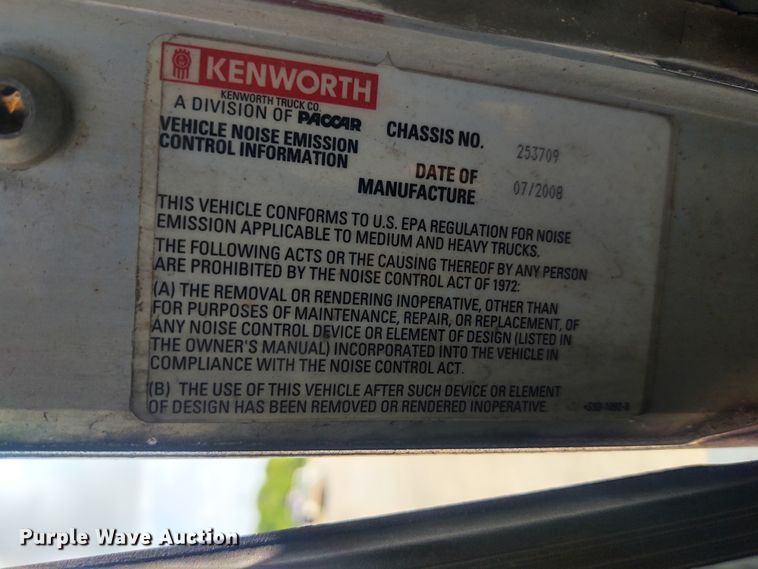 KENWORTH
KENWORTH TRUCK CO.
A DIVISION OF PACCAR
VEHICLE NOISE EMISSION
CONTROL INFORMATION
CHASSIS NO. 253709
DATE OF
MANUFACTURE 07/2008
THIS VEHICLE CONFORMS TO U.S. EPA REGULATION FOR NOISE
EMISSION APPLICABLE TO MEDIUM AND HEAVY TRUCKS.
THE FOLLOWING ACTS OR THE CAUSING THEREOF BY ANY PERSON
ARE PROHIBITED BY THE NOISE CONTROL ACT OF 1972:
(A) THE REMOVAL OR RENDERING INOPERATIVE, OTHER THAN
FOR PURPOSES OF MAINTENANCE, REPAIR, OR REPLACEMENT, OF
ANY NOISE CONTROL DEVICE OR ELEMENT OF DESIGN (LISTED IN
THE OWNER'S MANUAL) INCORPORATED INTO THE VEHICLE IN
COMPLIANCE WITH THE NOISE CONTROL ACT.
(B) THE USE OF THIS VEHICLE AFTER SUCH DEVICE OR ELEMENT
OF DESIGN HAS BEEN REMOVED OR RENDERED INOPERATIVE.
Purple Wave Auction